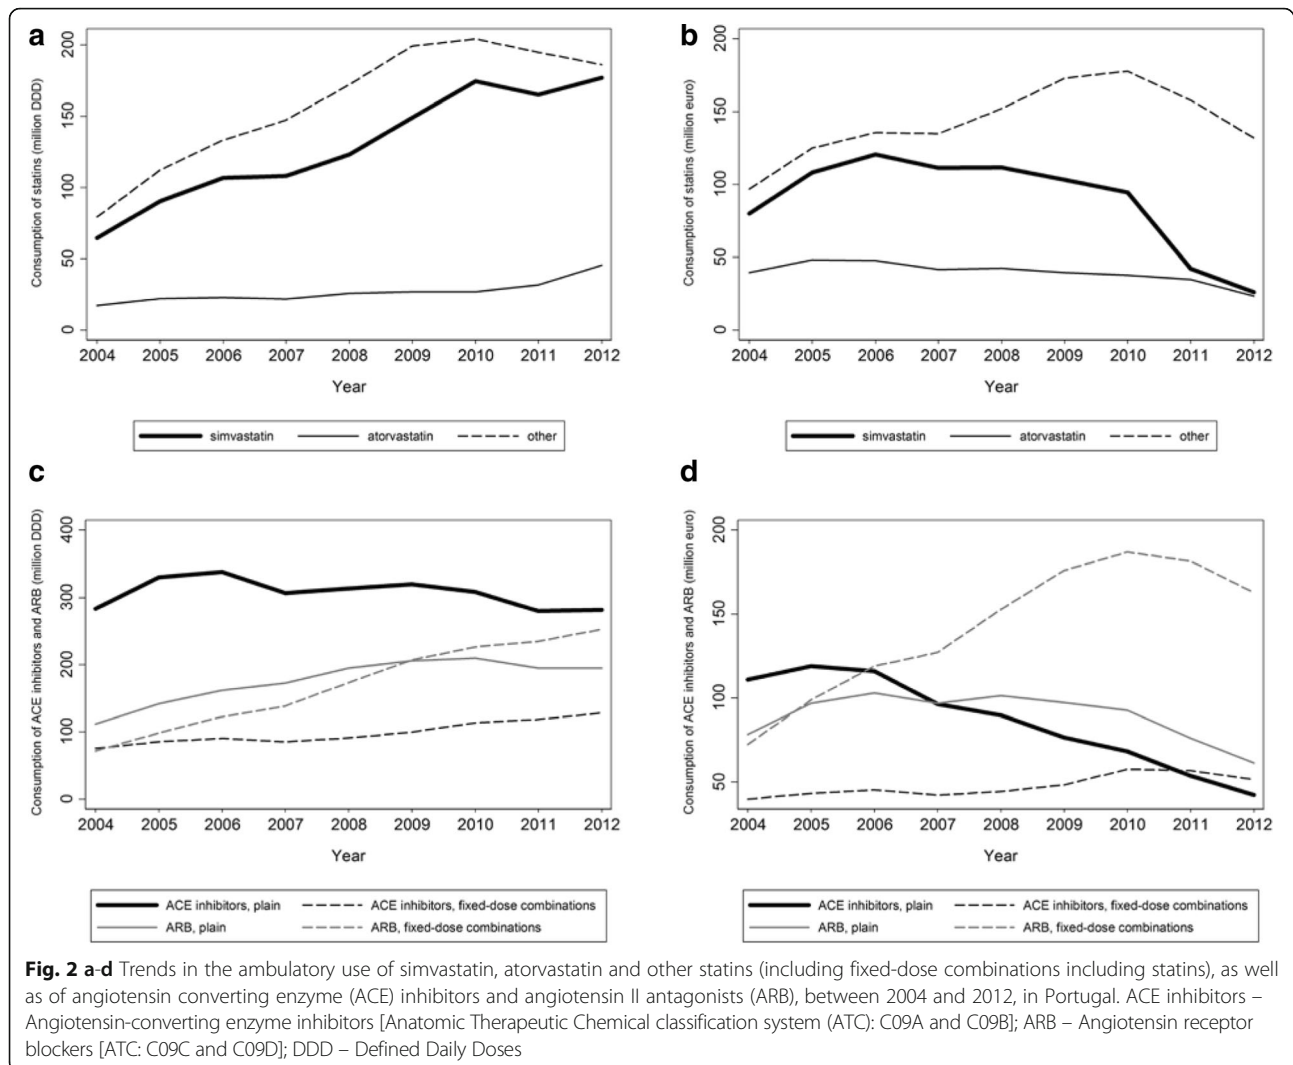 a
Consumption of statins (million DDD)
200
150
100
50
0
2004 2005 2006 2007 2008 2009 2010 2011 2012
Year
simvastatin atorvastatin other
b
Consumption of statins (million euro)
200
150
100
50
0
2004 2005 2006 2007 2008 2009 2010 2011 2012
Year
simvastatin atorvastatin other
c
Consumption of ACE inhibitors and ARB (million DDD)
400
300
200
100
0
2004 2005 2006 2007 2008 2009 2010 2011 2012
Year
ACE inhibitors, plain ACE inhibitors, fixed-dose combinations
ARB, plain ARB, fixed-dose combinations
d
Consumption of ACE inhibitors and ARB (million euro)
200
150
100
50
2004 2005 2006 2007 2008 2009 2010 2011 2012
Year
ACE inhibitors, plain ACE inhibitors, fixed-dose combinations
ARB, plain ARB, fixed-dose combinations
Fig. 2 a-d Trends in the ambulatory use of simvastatin, atorvastatin and other statins (including fixed-dose combinations including statins), as well
as of angiotensin converting enzyme (ACE) inhibitors and angiotensin II antagonists (ARB), between 2004 and 2012, in Portugal. ACE inhibitors –
Angiotensin-converting enzyme inhibitors [Anatomic Therapeutic Chemical classification system (ATC): C09A and C09B]; ARB – Angiotensin receptor
blockers [ATC: C09C and C09D]; DDD – Defined Daily Doses